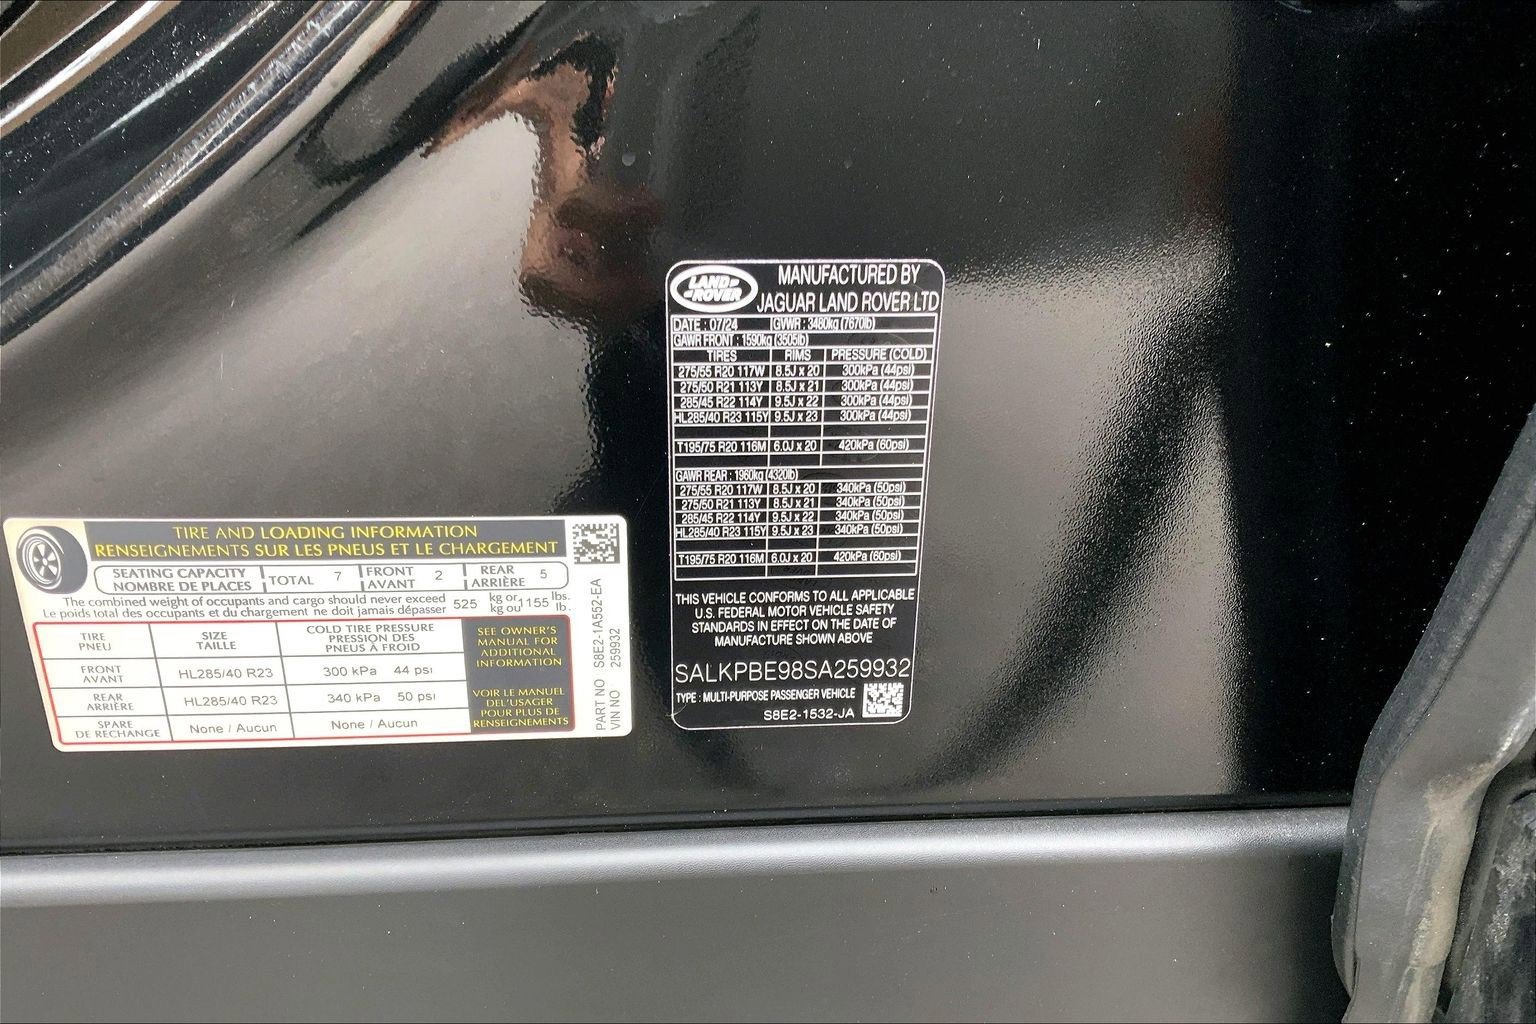 TIRE AND LOADING INFORMATION
RENSEIGNEMENTS SUR LES PNEUS ET LE CHARGEMENT
SEATING CAPACITY
NOMBRE DE PLACES
TOTAL 7
FRONT
AVANT 2
REAR
ARRIÈRE 5
The combined weight of occupants and cargo should never exceed
Le poids total des occupants et du chargement ne doit jamais dépasser
525 kg or 1155 lbs.
kg ou lb.
TIRE
PNEU
SIZE
TAILLE
COLD TIRE PRESSURE
PRESSION DES
PNEUS À FROID
FRONT
AVANT
HL285/40 R23 300 kPa 44 psi
REAR
ARRIÈRE
HL285/40 R23 340 kPa 50 psi
SPARE
DE RECHANGE
None / Aucun None / Aucun
SEE OWNER'S
MANUAL FOR
ADDITIONAL
INFORMATION
VOIR LE MANUEL
DEL'USAGER
POUR PLUS DE
RENSEIGNEMENTS
PART NO S8E2-1A552-EA
VIN NO 259932
LAND-
-ROVER
MANUFACTURED BY
JAGUAR LAND ROVER LTD
DATE : 07/24 GVWR : 3480kg (7670lb)
GAWR FRONT : 1590kg (3505lb)
TIRES RIMS PRESSURE (COLD)
275/55 R20 117W 8.5J x 20 300kPa (44psi)
275/50 R21 113Y 8.5J x 21 300kPa (44psi)
285/45 R22 114Y 9.5J x 22 300kPa (44psi)
HL285/40 R23 115Y 9.5J x 23 300kPa (44psi)
T195/75 R20 116M 6.0J x 20 420kPa (60psi)
GAWR REAR : 1960kg (4320lb)
275/55 R20 117W 8.5J x 20 340kPa (50psi)
275/50 R21 113Y 8.5J x 21 340kPa (50psi)
285/45 R22 114Y 9.5J x 22 340kPa (50psi)
HL285/40 R23 115Y 9.5J x 23 340kPa (50psi)
T195/75 R20 116M 6.0J x 20 420kPa (60psi)
THIS VEHICLE CONFORMS TO ALL APPLICABLE
U.S. FEDERAL MOTOR VEHICLE SAFETY
STANDARDS IN EFFECT ON THE DATE OF
MANUFACTURE SHOWN ABOVE
SALKPBE98SA259932
TYPE : MULTI-PURPOSE PASSENGER VEHICLE
S8E2-1532-JA